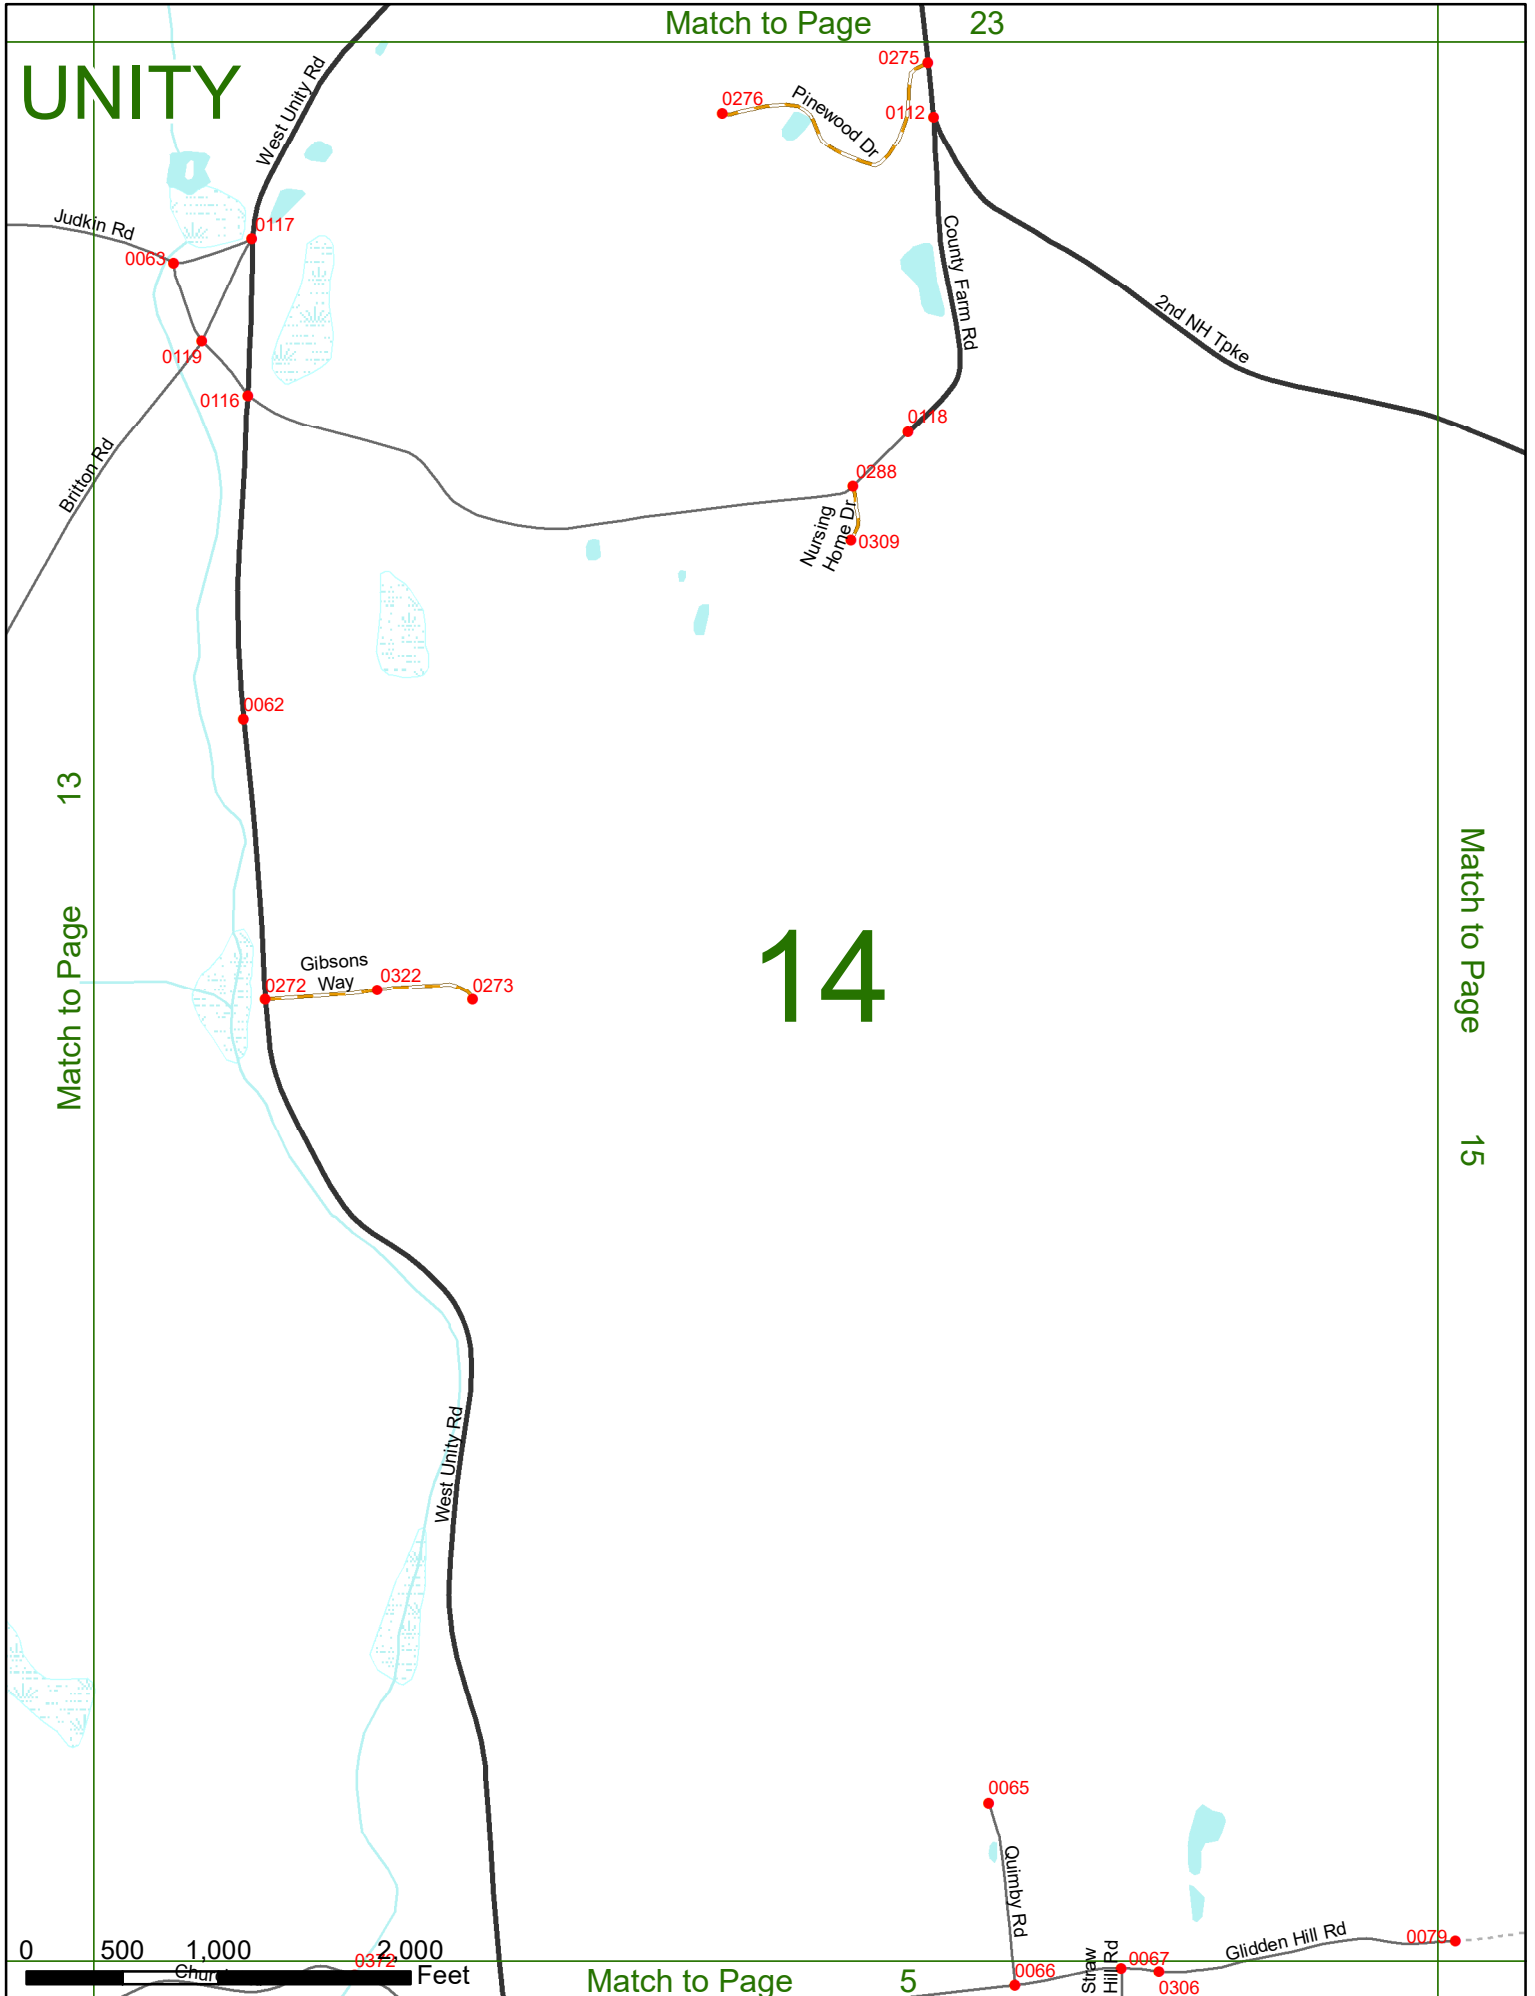 Match to Page 23
UNITY
West Unity Rd
0275
0276
Pinewood Dr
0112
Judkin Rd
0117
0063
County Farm Rd
2nd NH Tpke
0119
0116
0118
Britton Rd
0288
Nursing
Home Dr
0309
0062
Match to Page 13
Match to Page 15
14
Gibsons
Way
0272
0322
0273
West Unity Rd
0065
Quimby Rd
Straw
Hill Rd
Glidden Hill Rd
0079
0067
0066
0306
0 500 1,000 2,000
0372
Feet
Match to Page 5